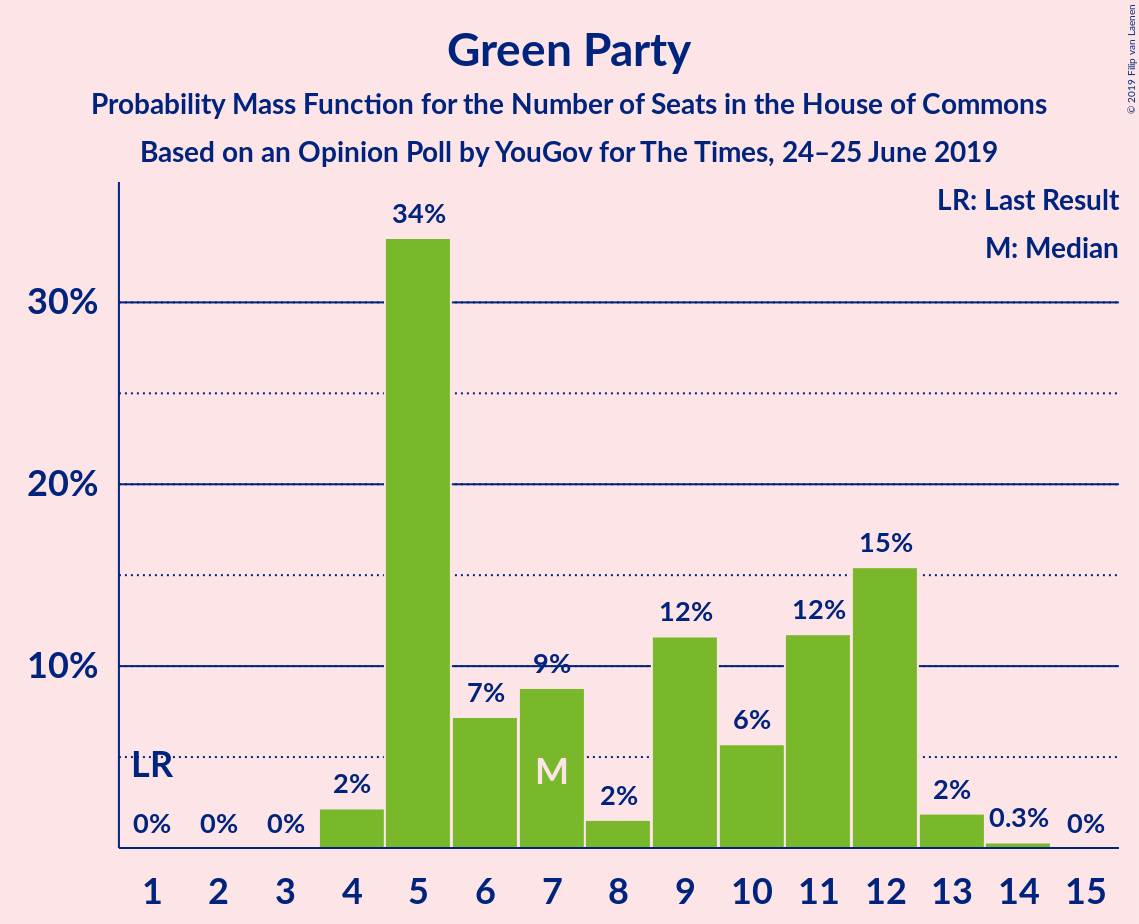 Green Party
Probability Mass Function for the Number of Seats in the House of Commons
Based on an Opinion Poll by YouGov for The Times, 24–25 June 2019
© 2019 Filip van Laenen
LR: Last Result
M: Median
34%
30%
20%
15%
12%
12%
10%
9%
7%
6%
LR
M
2%
2%
2%
0.3%
0%
0%
0%
0%
1 2 3 4 5 6 7 8 9 10 11 12 13 14 15